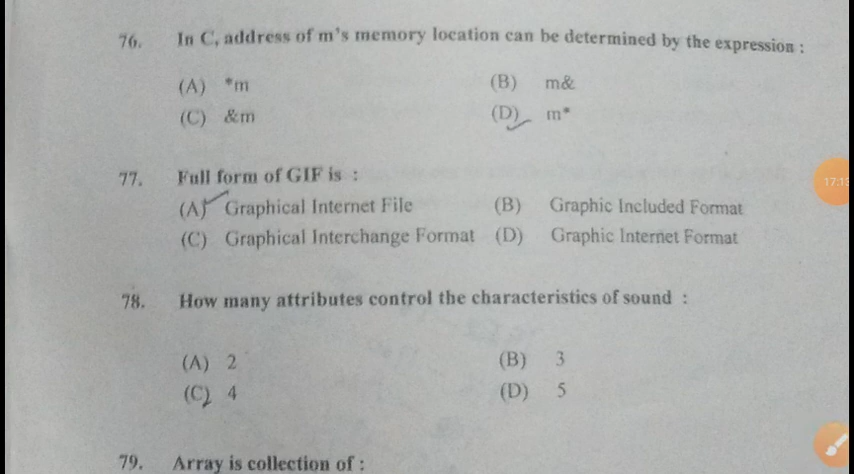 76. In C, address of m's memory location can be determined by the expression :
(A) *m (B) m&
(C) &m (D) m*
77. Full form of GIF is :
(A) Graphical Internet File (B) Graphic Included Format
(C) Graphical Interchange Format (D) Graphic Internet Format
17:13
78. How many attributes control the characteristics of sound :
(A) 2 (B) 3
(C) 4 (D) 5
79. Array is collection of :